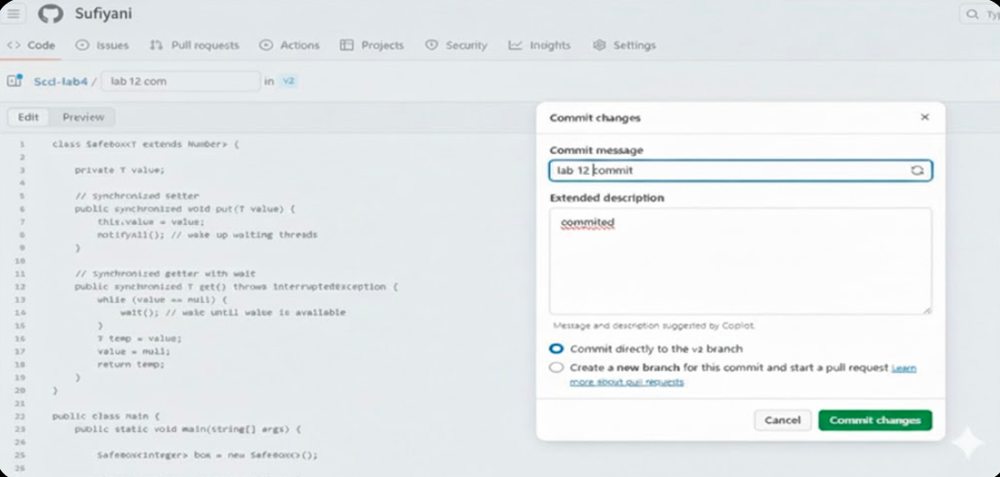 Sufiyani
Code Issues Pull requests Actions Projects Security Insights Settings
Scd-lab4 / lab 12 com in v2
Edit Preview
1 class Safebox<T extends Number> {
2
3 private T value;
4
5 // synchronized setter
6 public synchronized void put(T value) {
7 this.value = value;
8 notifyAll(); // wake up waiting threads
9 }
10
11 // Synchronized getter with wait
12 public synchronized T get() throws InterruptedException {
13 while (value == null) {
14 wait(); // wait until value is available
15 }
16 T temp = value;
17 value = null;
18 return temp;
19 }
20 }
21
22 public class main {
23 public static void main(string[] args) {
24
25 SafeBox<integer> box = new SafeBox<>();
26
Commit changes
Commit message
lab 12 commit
Extended description
commited
Message and description suggested by Copilot.
Commit directly to the v2 branch
Create a new branch for this commit and start a pull request Learn
more about pull requests
Cancel Commit changes